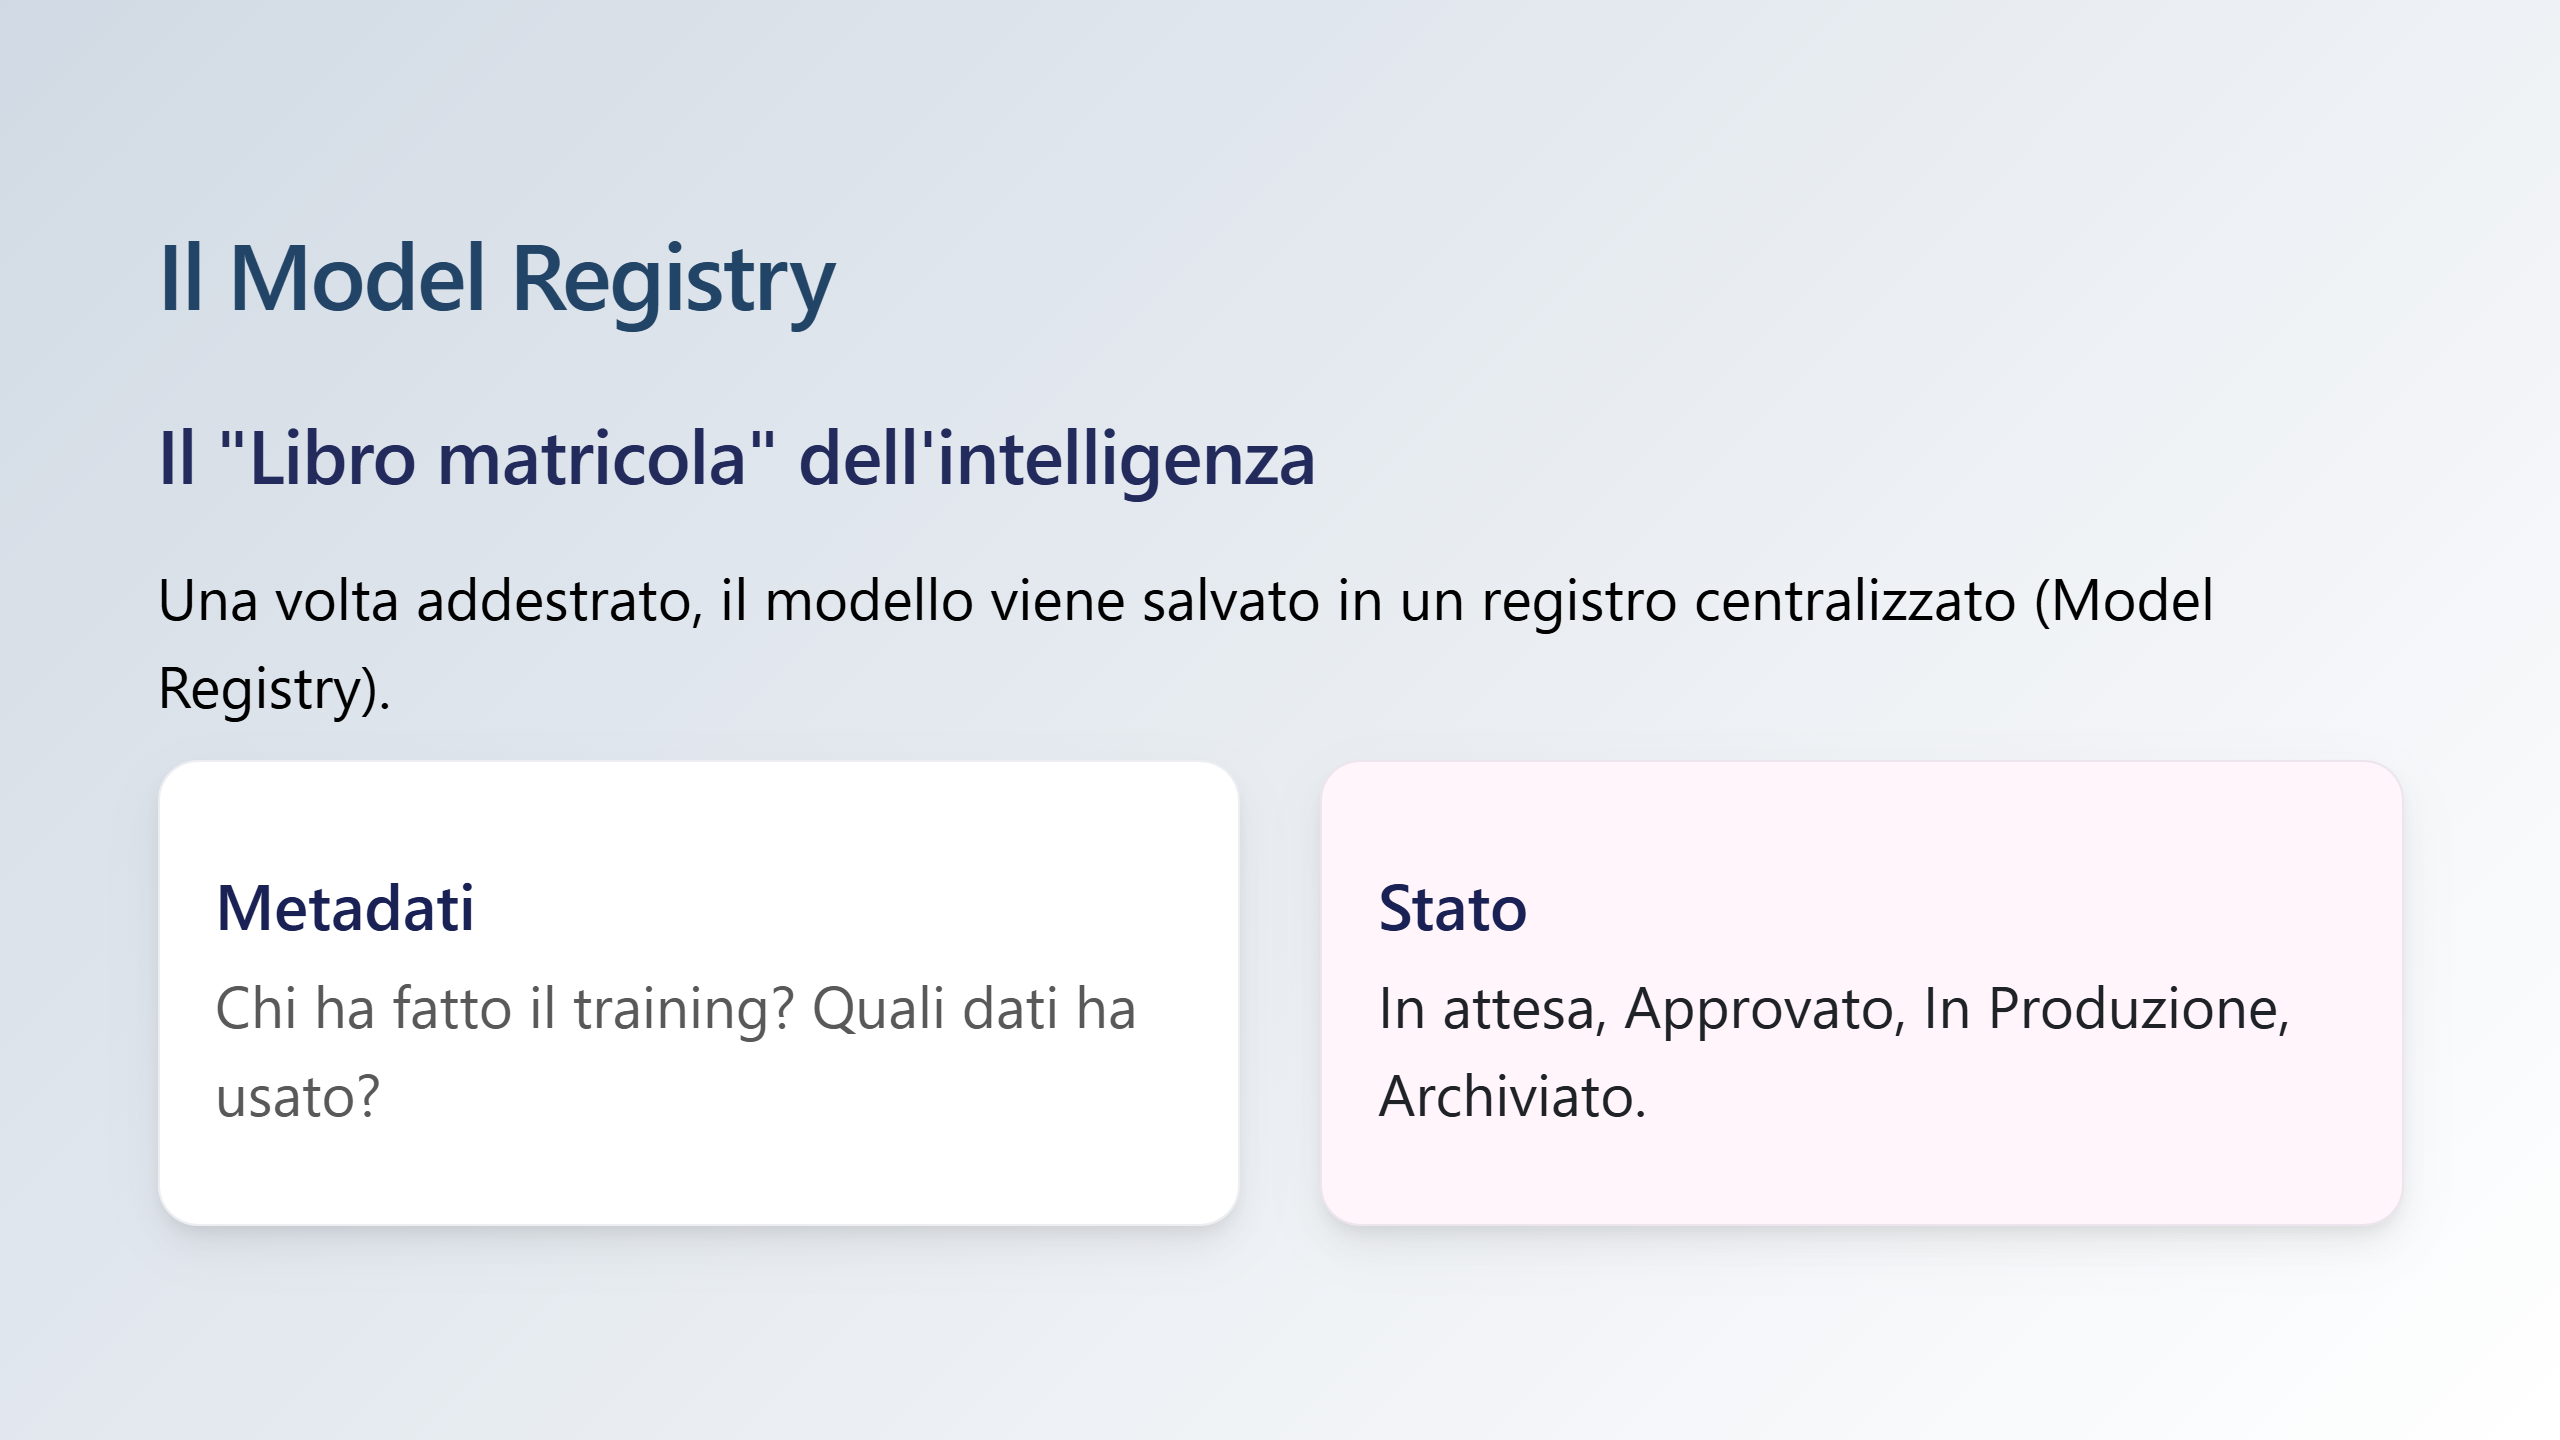 Il Model Registry
Il "Libro matricola" dell'intelligenza
Una volta addestrato, il modello viene salvato in un registro centralizzato (Model
Registry).
Metadati
Chi ha fatto il training? Quali dati ha
usato?
Stato
In attesa, Approvato, In Produzione,
Archiviato.